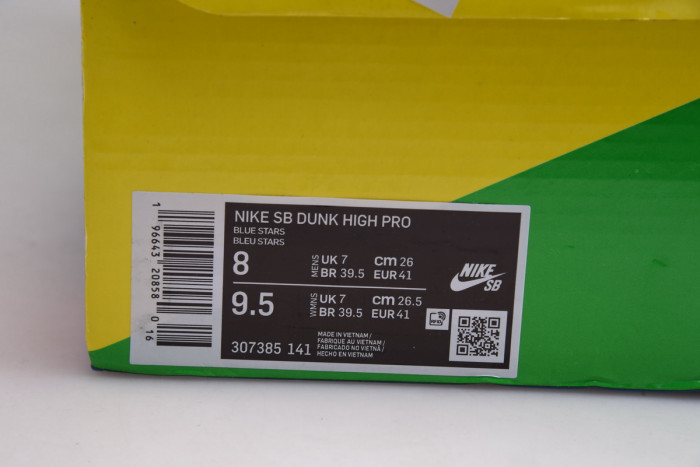 1 96643 20858 0 16
NIKE SB DUNK HIGH PRO
BLUE STARS
BLEU STARS
8 MENS UK 7 cm 26
BR 39.5 EUR 41
9.5 WMNS UK 7 cm 26.5
BR 39.5 EUR 41
NIKE
SB
307385 141
MADE IN VIETNAM /
FABRIQUE AU VIETNAM /
FABRICADO NO VIETNÃ /
HECHO EN VIETNAM